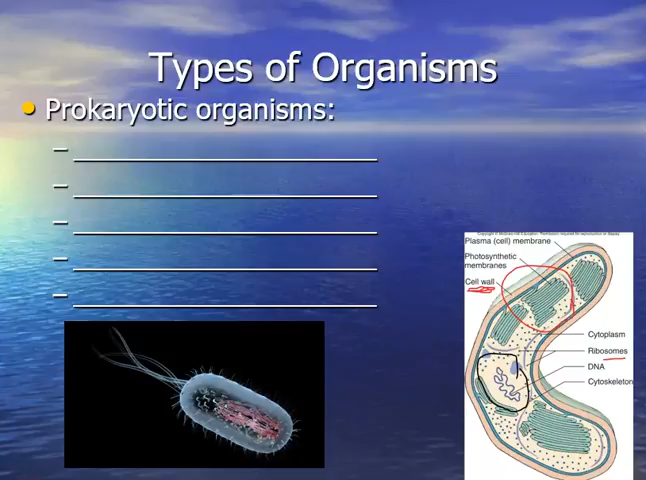 Types of Organisms
Prokaryotic organisms:
Plasma (cell) membrane
Photosynthetic
membranes
Cell wall
Cytoplasm
Ribosomes
DNA
Cytoskeleton